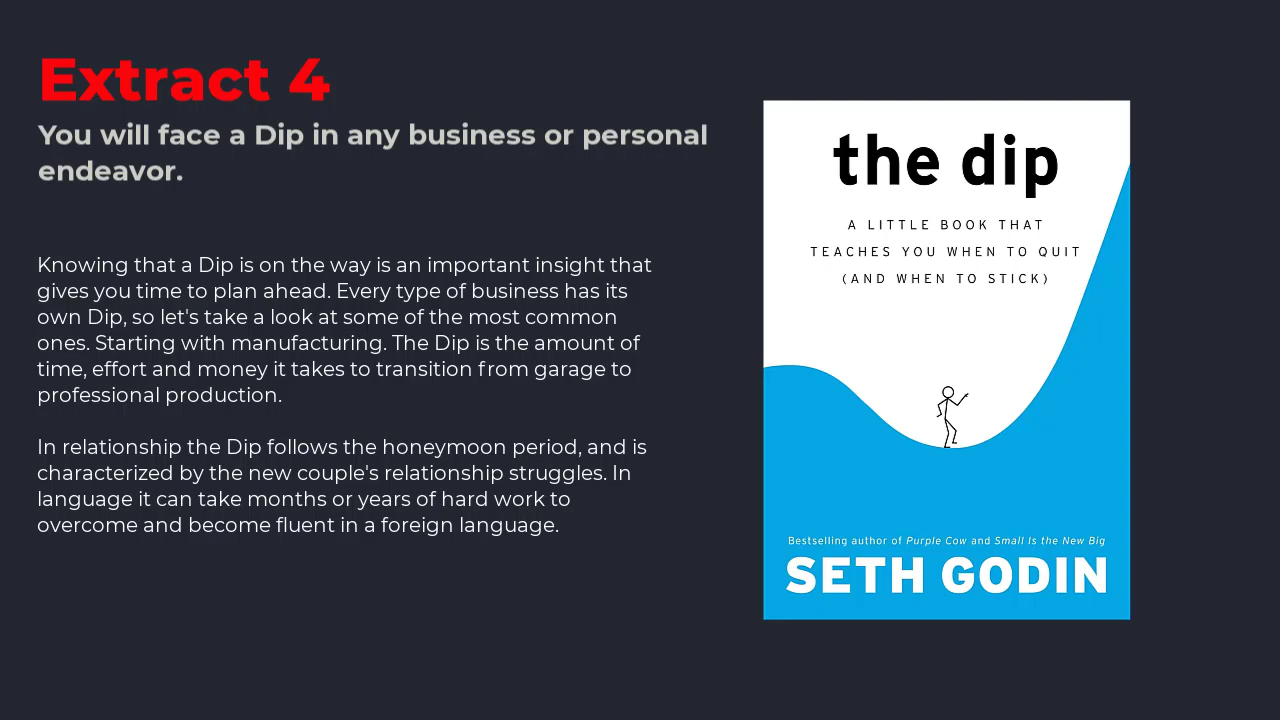 Extract 4
You will face a Dip in any business or personal
endeavor.
Knowing that a Dip is on the way is an important insight that
gives you time to plan ahead. Every type of business has its
own Dip, so let's take a look at some of the most common
ones. Starting with manufacturing. The Dip is the amount of
time, effort and money it takes to transition from garage to
professional production.
In relationship the Dip follows the honeymoon period, and is
characterized by the new couple's relationship struggles. In
language it can take months or years of hard work to
overcome and become fluent in a foreign language.
the dip
A LITTLE BOOK THAT
TEACHES YOU WHEN TO QUIT
(AND WHEN TO STICK)
Bestselling author of Purple Cow and Small Is the New Big
SETH GODIN